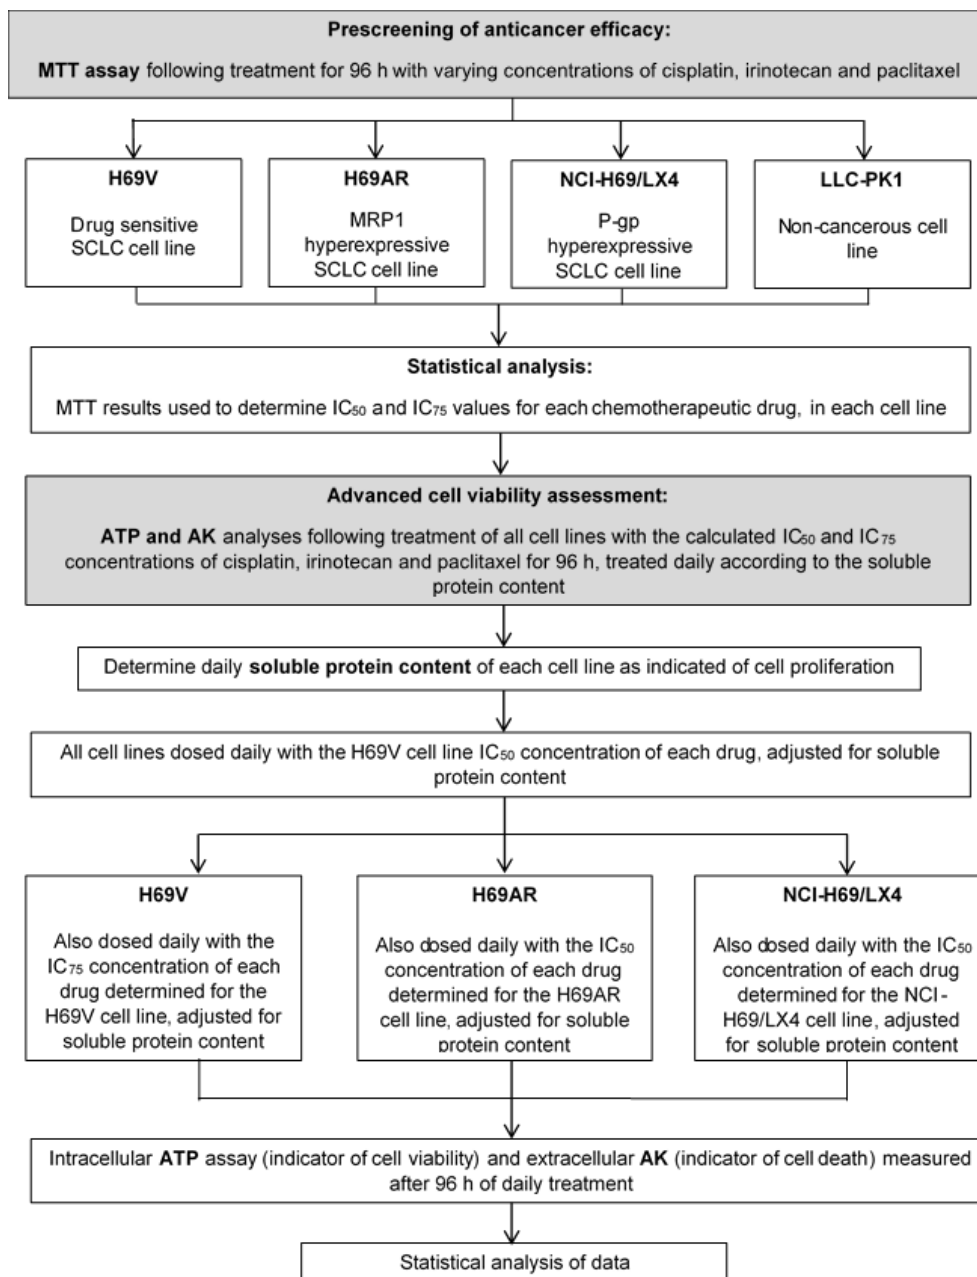 Prescreening of anticancer efficacy:
MTT assay following treatment for 96 h with varying concentrations of cisplatin, irinotecan and paclitaxel
H69V
Drug sensitive
SCLC cell line
H69AR
MRP1
hyperexpressive
SCLC cell line
NCI-H69/LX4
P-gp
hyperexpressive
SCLC cell line
LLC-PK1
Non-cancerous cell
line
Statistical analysis:
MTT results used to determine IC₅₀ and IC₇₅ values for each chemotherapeutic drug, in each cell line
Advanced cell viability assessment:
ATP and AK analyses following treatment of all cell lines with the calculated IC₅₀ and IC₇₅
concentrations of cisplatin, irinotecan and paclitaxel for 96 h, treated daily according to the soluble
protein content
Determine daily soluble protein content of each cell line as indicated of cell proliferation
All cell lines dosed daily with the H69V cell line IC₅₀ concentration of each drug, adjusted for soluble
protein content
H69V
Also dosed daily with the
IC₇₅ concentration of each
drug determined for the
H69V cell line, adjusted for
soluble protein content
H69AR
Also dosed daily with the IC₅₀
concentration of each drug
determined for the H69AR
cell line, adjusted for soluble
protein content
NCI-H69/LX4
Also dosed daily with the IC₅₀
concentration of each drug
determined for the NCI-
H69/LX4 cell line, adjusted
for soluble protein content
Intracellular ATP assay (indicator of cell viability) and extracellular AK (indicator of cell death) measured
after 96 h of daily treatment
Statistical analysis of data